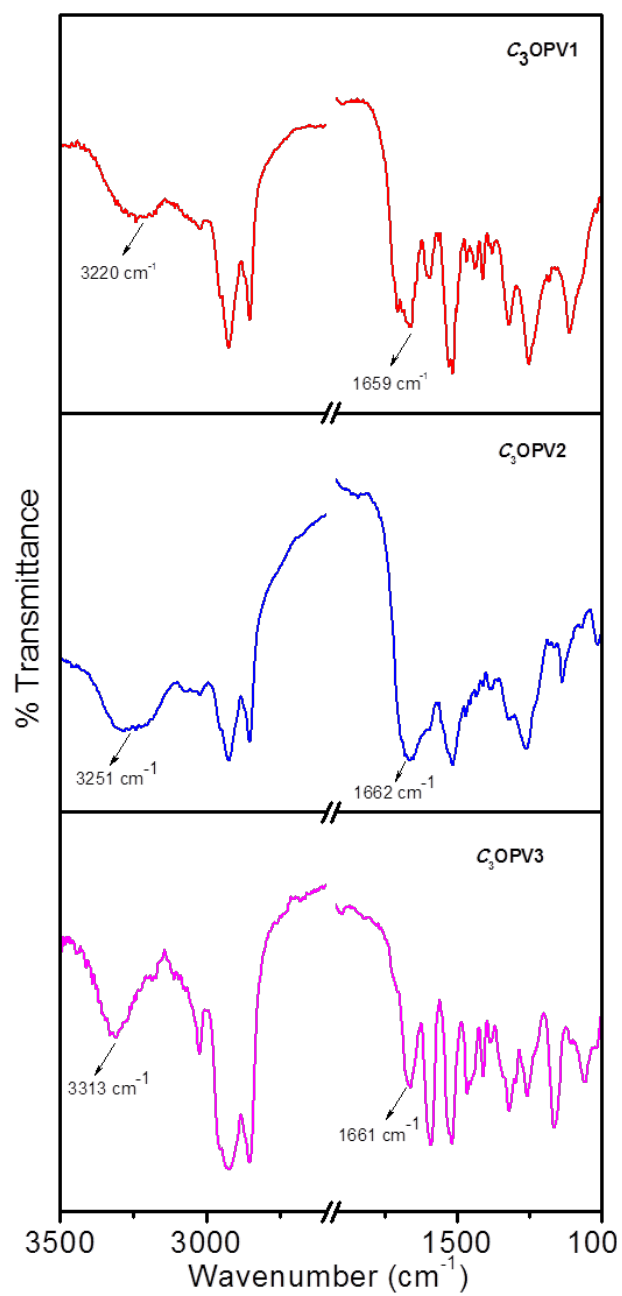 C₃OPV1
3220 cm⁻¹
1659 cm⁻¹
C₃OPV2
3251 cm⁻¹
1662 cm⁻¹
C₃OPV3
3313 cm⁻¹
1661 cm⁻¹
% Transmittance
3500 3000 1500 100
Wavenumber (cm⁻¹)